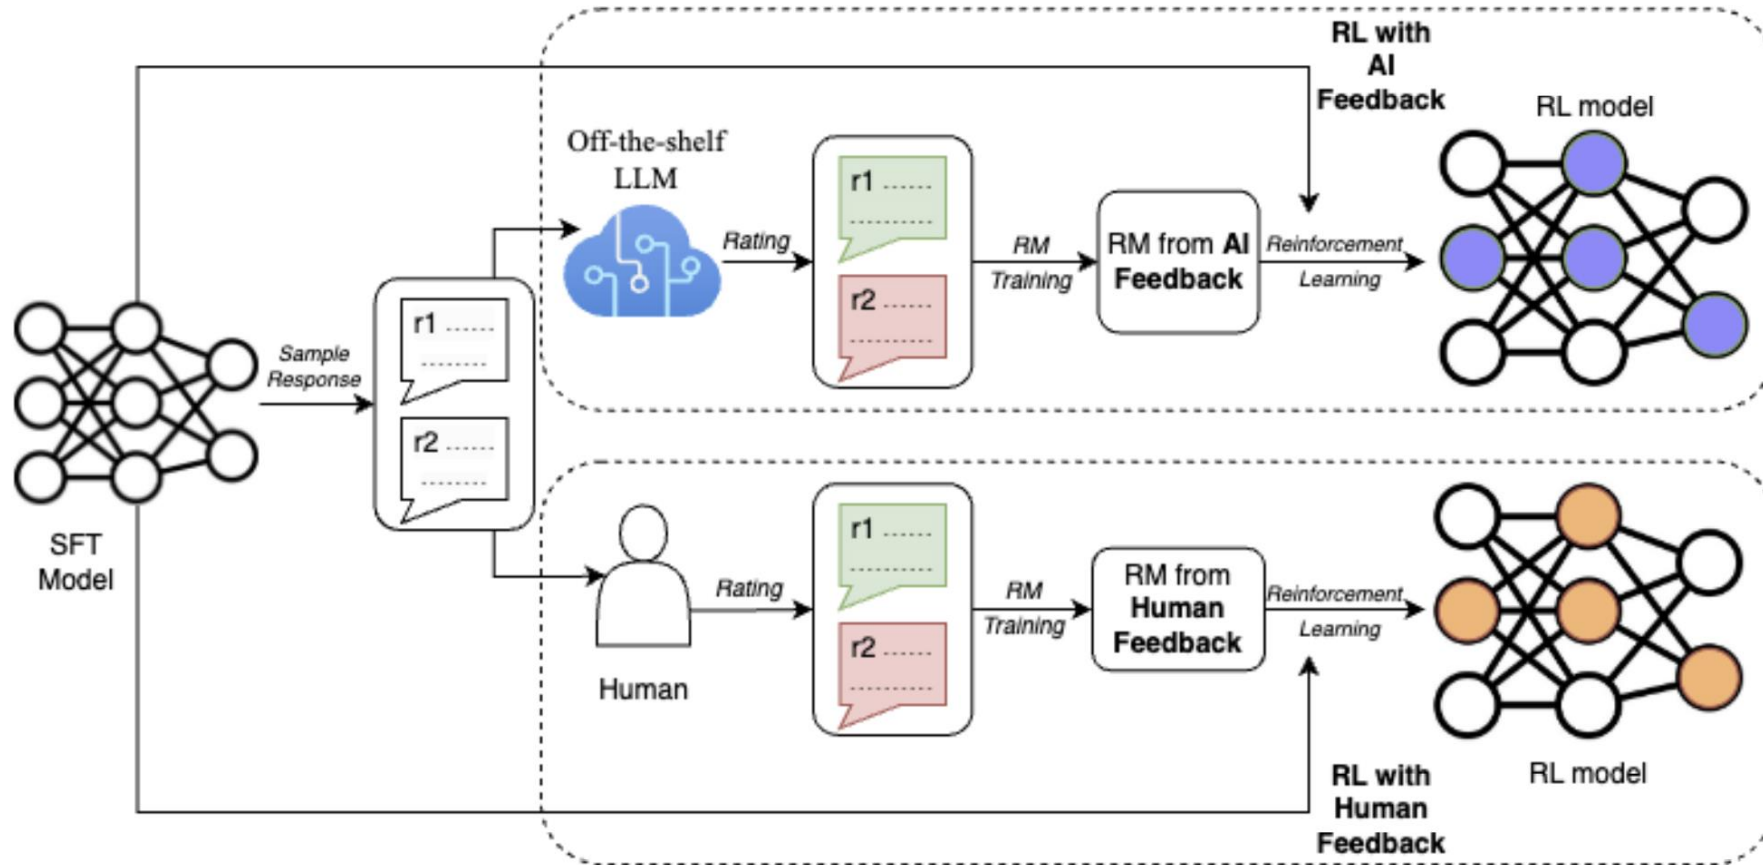 RL with
AI
Feedback
RL model
Off-the-shelf
LLM
r1 ......
Rating
RM
Training
RM from AI
Feedback
Reinforcement
Learning
r2 ......
Sample
Response
r1 ......
r2 ......
SFT
Model
Human
Rating
r1 ......
r2 ......
RM
Training
RM from
Human
Feedback
Reinforcement
Learning
RL model
RL with
Human
Feedback